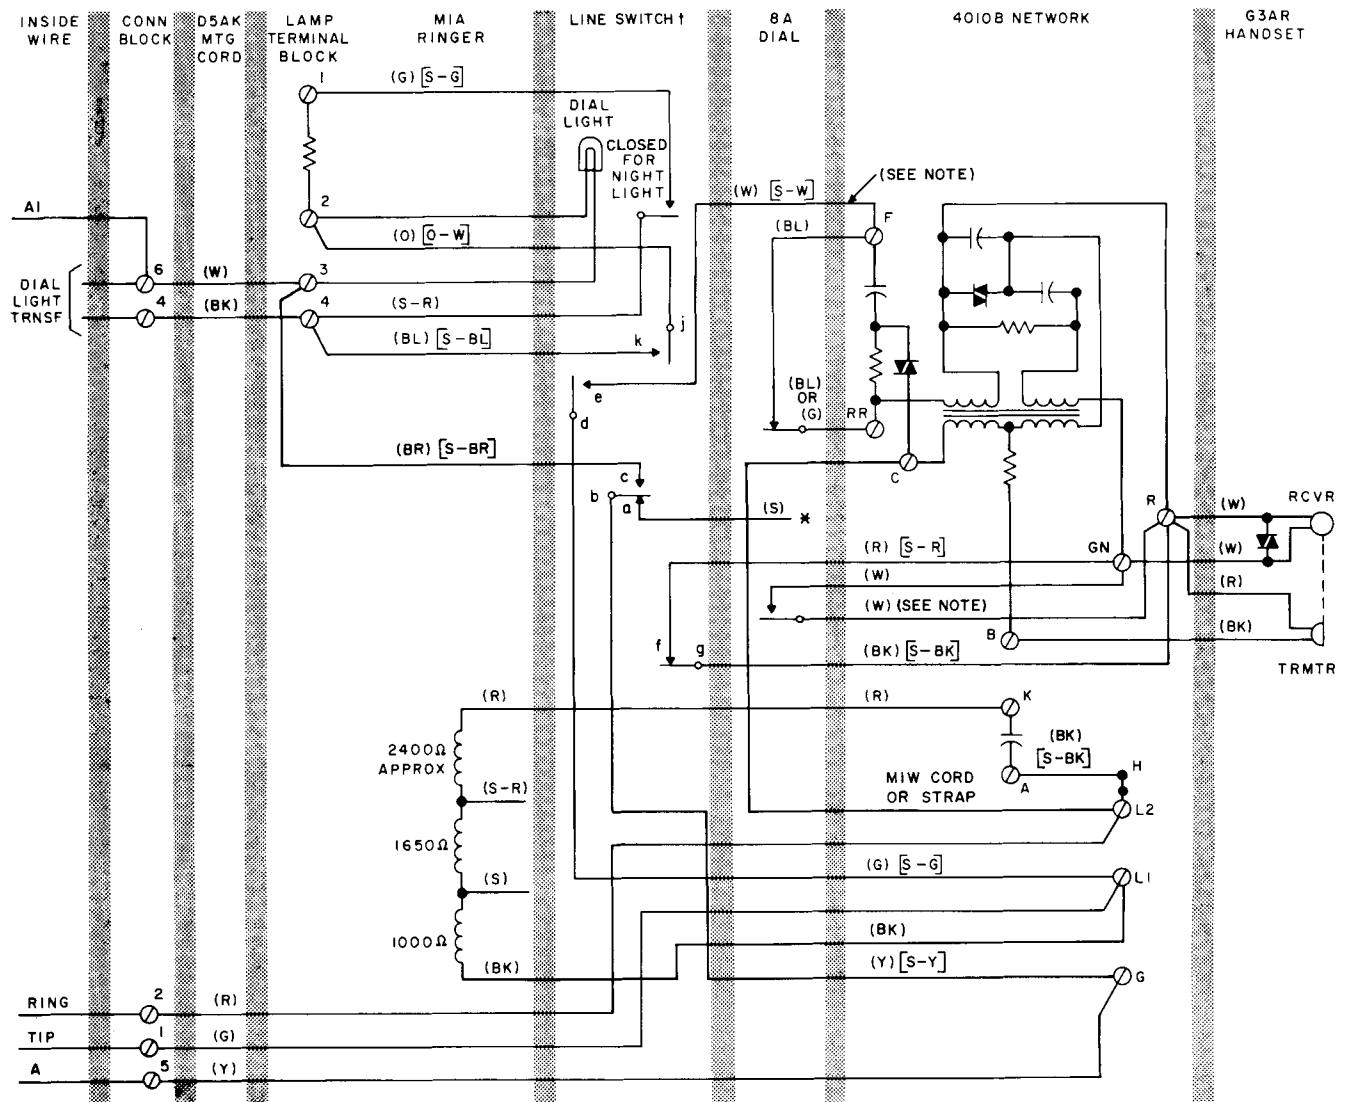 INSIDE WIRE
CONN BLOCK
D5AK MTG CORD
LAMP TERMINAL BLOCK
M1A RINGER
LINE SWITCH†
8A DIAL
4010B NETWORK
G3AR HANDSET
1
(G) [S-G]
DIAL LIGHT
CLOSED FOR NIGHT LIGHT
(W) [S-W]
(SEE NOTE)
A1
2
(O) [O-W]
(BL)
F
DIAL LIGHT TRNSF
6
(W)
3
4
(BK)
4
(S-R)
j
(BL) [S-BL]
k
e
d
(BL) OR (G)
RR
(BR) [S-BR]
c
b
a
(S)
*
C
R
(W)
RCVR
(R) [S-R]
GN
(W)
(W)
(R)
(W) (SEE NOTE)
B
(BK)
f
g
(BK) [S-BK]
TRMTR
(R)
(R)
K
2400Ω APPROX
(BK) [S-BK]
H
A
(S-R)
M1W CORD OR STRAP
L2
1650Ω
(G) [S-G]
(S)
L1
1000Ω
(BK)
(BK)
(Y) [S-Y]
G
RING
2
(R)
TIP
1
(G)
A
5
(Y)